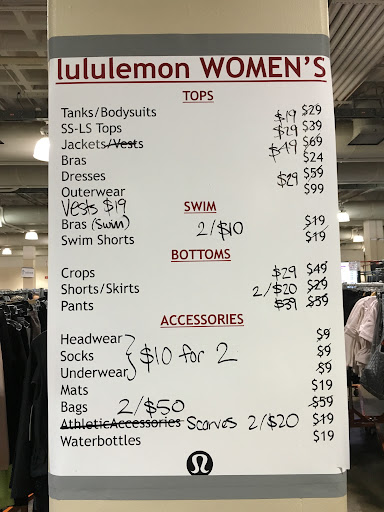 lululemon WOMEN'S
TOPS
Tanks/Bodysuits $19 $29
SS-LS Tops $29 $39
Jackets/Vests $49 $69
Bras $24
Dresses $29 $59
Outerwear $99
Vests $19
SWIM
Bras (Swim) 2/$10 $19
Swim Shorts $19
BOTTOMS
Crops $29 $49
Shorts/Skirts 2/$20 $29
Pants $39 $59
ACCESSORIES
Headwear $9
Socks $10 for 2 $9
Underwear $9
Mats $19
Bags 2/$50 $59
AthleticAccessories Scarves 2/$20 $19
Waterbottles $19